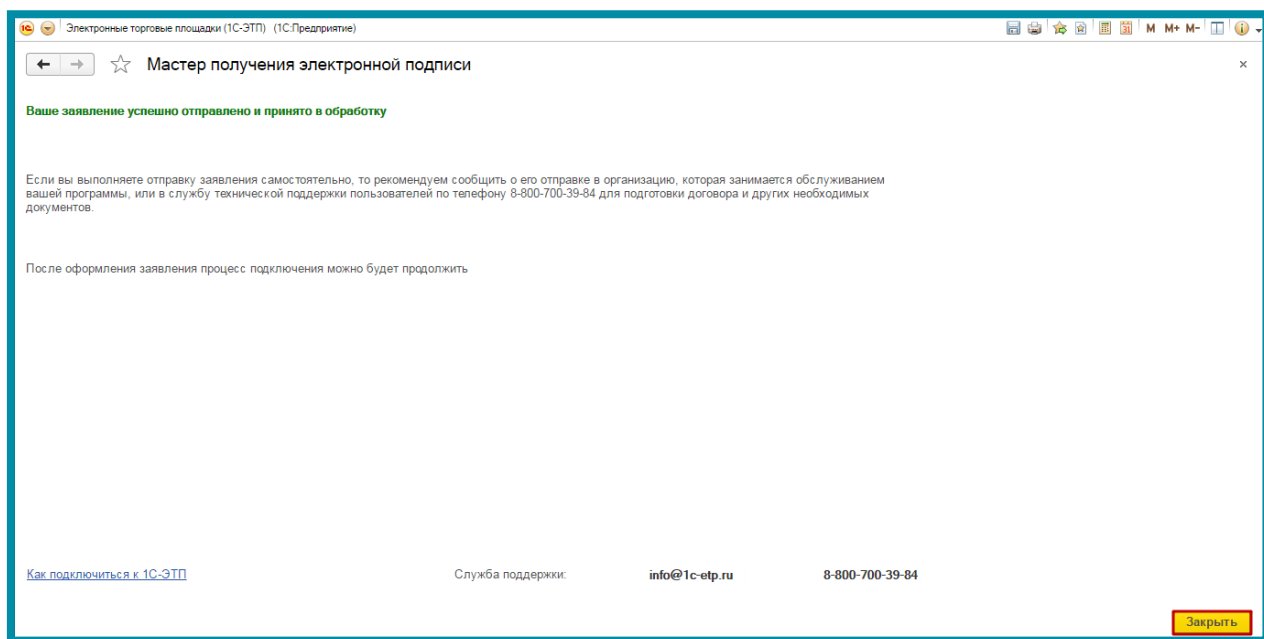 Электронные торговые площадки (1С-ЭТП) (1С:Предприятие)
M M+ M-
Мастер получения электронной подписи
Ваше заявление успешно отправлено и принято в обработку
Если вы выполняете отправку заявления самостоятельно, то рекомендуем сообщить о его отправке в организацию, которая занимается обслуживанием
вашей программы, или в службу технической поддержки пользователей по телефону 8-800-700-39-84 для подготовки договора и других необходимых
документов.
После оформления заявления процесс подключения можно будет продолжить
Как подключиться к 1С-ЭТП Служба поддержки: info@1c-etp.ru 8-800-700-39-84
Закрыть